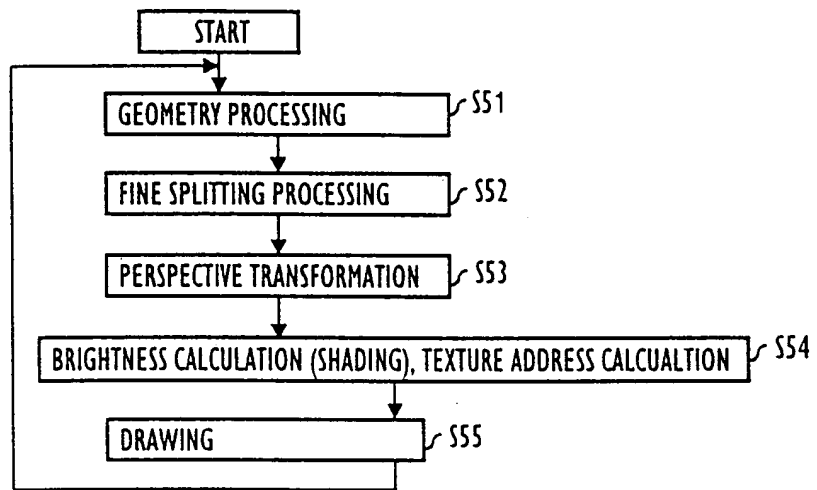 START
GEOMETRY PROCESSING
S51
FINE SPLITTING PROCESSING
S52
PERSPECTIVE TRANSFORMATION
S53
BRIGHTNESS CALCULATION (SHADING), TEXTURE ADDRESS CALCUALTION
S54
DRAWING
S55